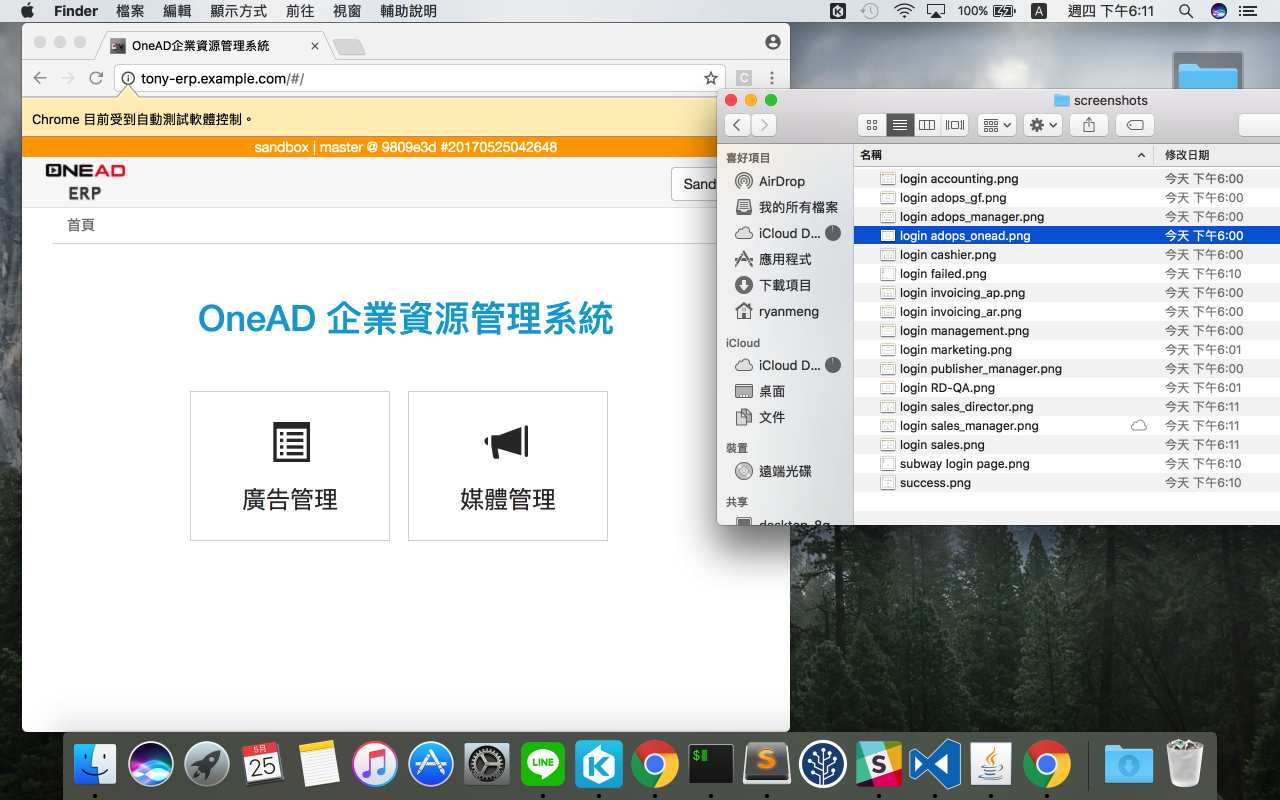 Finder 檔案 編輯 顯示方式 前往 視窗 輔助說明 100% A 週四 下午6:11
OneAD企業資源管理系統
tony-erp.example.com/#/
Chrome 目前受到自動測試軟體控制。
sandbox | master @ 9809e3d #20170525042648
ONEAD
ERP
Sand
首頁
OneAD 企業資源管理系統
廣告管理
媒體管理
screenshots
喜好項目
AirDrop
我的所有檔案
iCloud D...
應用程式
下載項目
ryanmeng
iCloud
iCloud D...
桌面
文件
裝置
遠端光碟
共享
名稱 修改日期
login accounting.png 今天 下午6:00
login adops_gf.png 今天 下午6:00
login adops_manager.png 今天 下午6:00
login adops_onead.png 今天 下午6:00
login cashier.png 今天 下午6:00
login failed.png 今天 下午6:10
login invoicing_ap.png 今天 下午6:00
login invoicing_ar.png 今天 下午6:00
login management.png 今天 下午6:00
login marketing.png 今天 下午6:01
login publisher_manager.png 今天 下午6:00
login RD-QA.png 今天 下午6:01
login sales_director.png 今天 下午6:11
login sales_manager.png 今天 下午6:11
login sales.png 今天 下午6:11
subway login page.png 今天 下午6:10
success.png 今天 下午6:10
5月
25
LINE